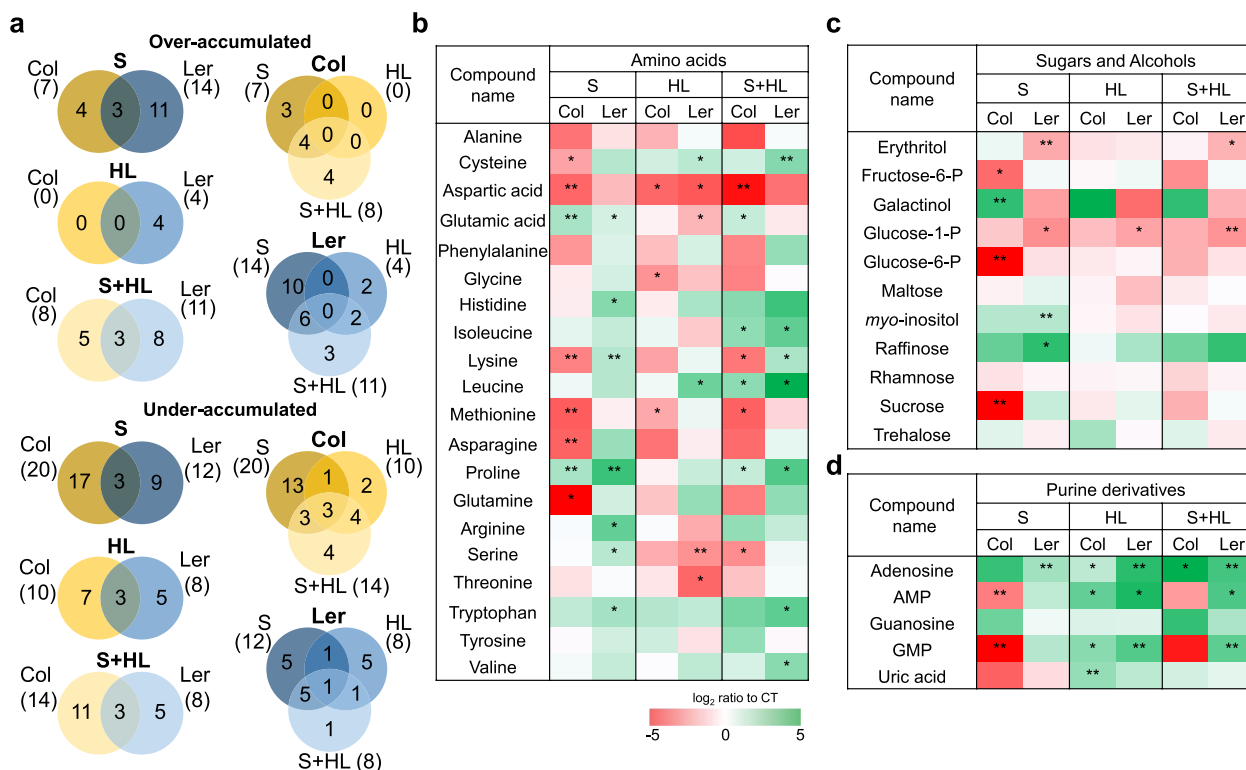 a
Over-accumulated
S
Col
(7)
Ler
(14)
4 3 11
HL
Col
(0)
Ler
(4)
0 0 4
S+HL
Col
(8)
Ler
(11)
5 3 8
Col
S
(7)
HL
(0)
3 0 0
4 0 0
4
S+HL (8)
Ler
S
(14)
HL
(4)
10 0 2
6 0 2
3
S+HL (11)
Under-accumulated
S
Col
(20)
Ler
(12)
17 3 9
HL
Col
(10)
Ler
(8)
7 3 5
S+HL
Col
(14)
Ler
(8)
11 3 5
Col
S
(20)
HL
(10)
13 1 2
3 3 4
4
S+HL (14)
Ler
S
(12)
HL
(8)
5 1 5
5 1 1
1
S+HL (8)
b
Compound name Amino acids
S HL S+HL
Col Ler Col Ler Col Ler
Alanine
Cysteine * * **
Aspartic acid ** * * **
Glutamic acid ** * * *
Phenylalanine
Glycine *
Histidine *
Isoleucine * *
Lysine ** ** * *
Leucine * * *
Methionine ** * *
Asparagine **
Proline ** ** * *
Glutamine *
Arginine *
Serine * ** *
Threonine *
Tryptophan * *
Tyrosine
Valine *
log2 ratio to CT
-5 0 5
c
Compound name Sugars and Alcohols
S HL S+HL
Col Ler Col Ler Col Ler
Erythritol ** *
Fructose-6-P *
Galactinol **
Glucose-1-P * * **
Glucose-6-P **
Maltose
myo-inositol **
Raffinose *
Rhamnose
Sucrose **
Trehalose
d
Compound name Purine derivatives
S HL S+HL
Col Ler Col Ler Col Ler
Adenosine ** * ** * **
AMP ** * * *
Guanosine
GMP ** * ** **
Uric acid **